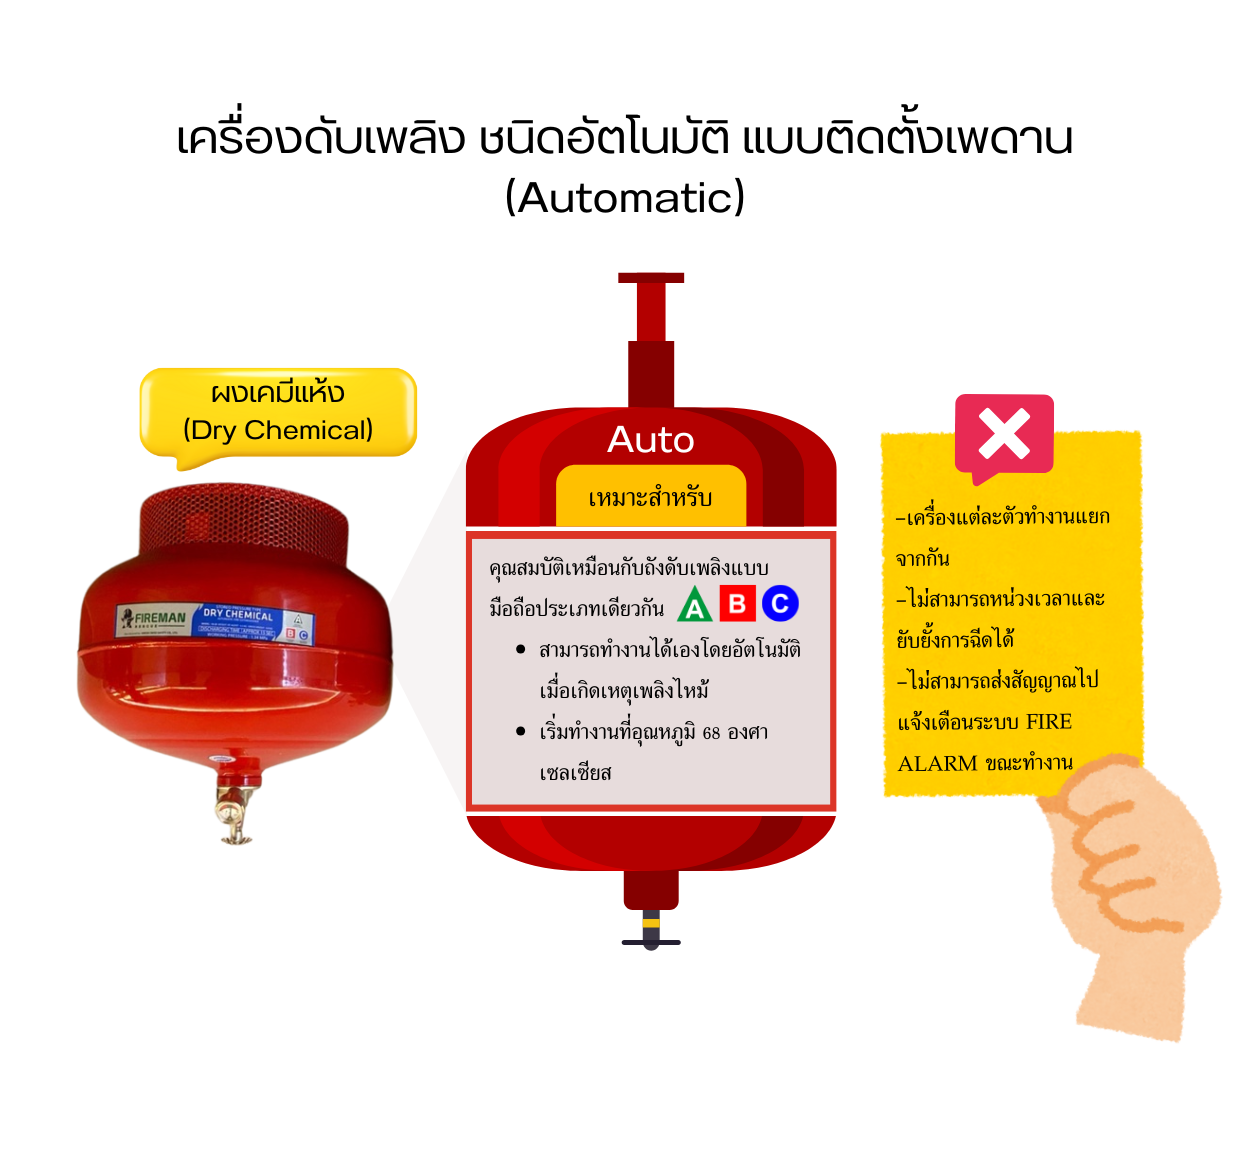 เครื่องดับเพลิง ชนิดอัตโนมัติ แบบติดตั้งเพดาน
(Automatic)
ผงเคมีแห้ง
(Dry Chemical)
FIREMAN
DRY CHEMICAL
A
B
C
Auto
เหมาะสำหรับ
คุณสมบัติเหมือนกับถังดับเพลิงแบบ
มือถือประเภทเดียวกัน A B C
• สามารถทำงานได้เองโดยอัตโนมัติ
เมื่อเกิดเหตุเพลิงไหม้
• เริ่มทำงานที่อุณหภูมิ 68 องศา
เซลเซียส
-เครื่องแต่ละตัวทำงานแยก
จากกัน
-ไม่สามารถหน่วงเวลาและ
ยับยั้งการฉีดได้
-ไม่สามารถส่งสัญญาณไป
แจ้งเตือนระบบ FIRE
ALARM ขณะทำงาน